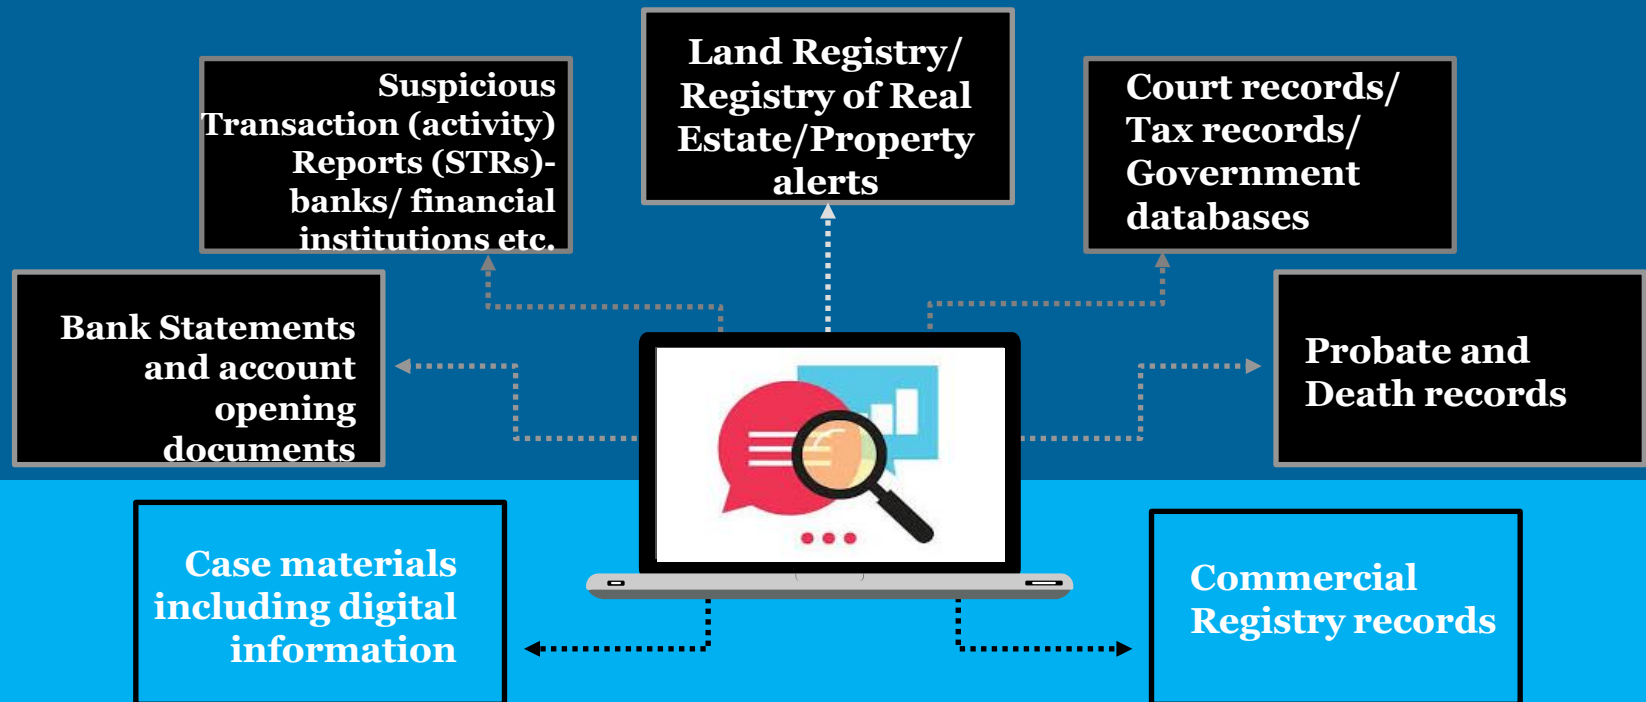 Suspicious
Transaction (activity)
Reports (STRs)-
banks/ financial
institutions etc.
Land Registry/
Registry of Real
Estate/Property
alerts
Court records/
Tax records/
Government
databases
Bank Statements
and account
opening
documents
Probate and
Death records
Case materials
including digital
information
Commercial
Registry records